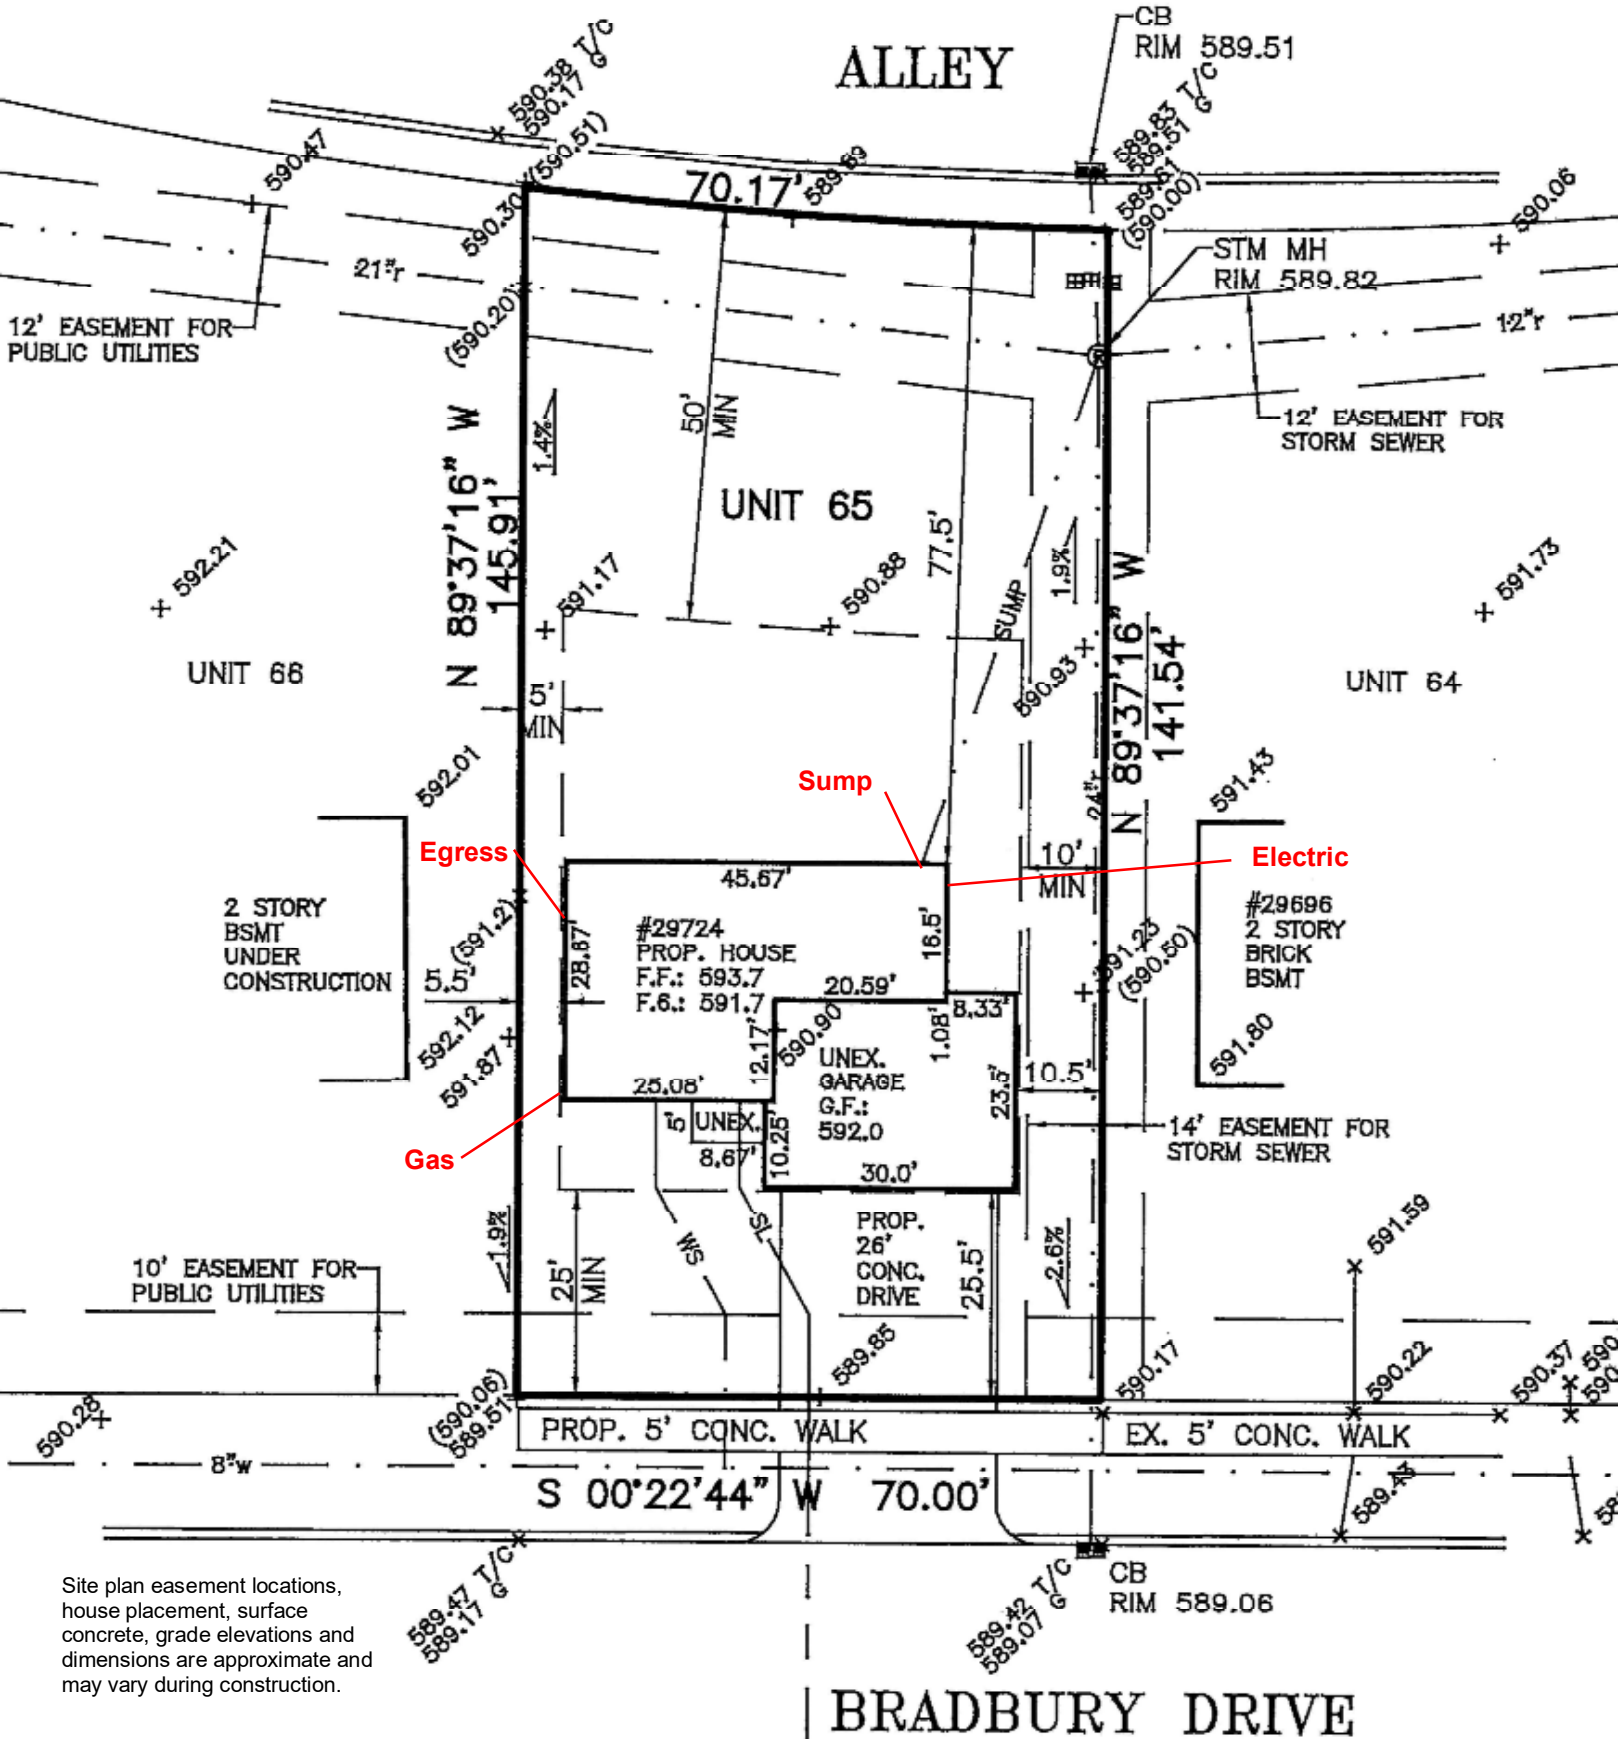 CB
RIM 589.51
ALLEY
590.38 T/C
590.17 G
(590.51)
589.83 T/C
589.51 G
589.61
(590.00)
590.47
70.17'
589.69
590.06
590.30
STM MH
RIM 589.82
21"r
12"r
12' EASEMENT FOR
PUBLIC UTILITIES
(590.20)
50'
MIN
1.4%
12' EASEMENT FOR
STORM SEWER
N 89°37'16" W
145.91'
UNIT 65
77.5'
592.21
591.17
590.88
1.9%
591.73
SUMP
UNIT 66
UNIT 64
590.93
N 89°37'16" W
141.54'
5'
MIN
592.01
591.43
24"r
Sump
Egress
Electric
10'
MIN
45.67'
2 STORY
BSMT
UNDER
CONSTRUCTION
(591.2)
28.67'
#29724
PROP. HOUSE
F.F.: 593.7
F.G.: 591.7
16.5'
591.23
(590.50)
#29696
2 STORY
BRICK
BSMT
5.5'
20.59'
8.33'
592.12
591.87
12.17'
590.90
1.08'
UNEX.
GARAGE
G.F.:
592.0
23.5'
10.5'
591.80
25.08'
5'
UNEX.
8.67'
10.25'
30.0'
14' EASEMENT FOR
STORM SEWER
Gas
1.9%
WS
SL
PROP.
26'
CONC.
DRIVE
25.5'
2.6%
591.59
10' EASEMENT FOR
PUBLIC UTILITIES
25'
MIN
589.85
590.17
590.22
590.37
590.28
(590.06)
589.51
PROP. 5' CONC. WALK
EX. 5' CONC. WALK
8"w
S 00°22'44" W 70.00'
589.43
589.47 T/C
589.17 G
589.42 T/C
589.07 G
CB
RIM 589.06
Site plan easement locations,
house placement, surface
concrete, grade elevations and
dimensions are approximate and
may vary during construction.
BRADBURY DRIVE